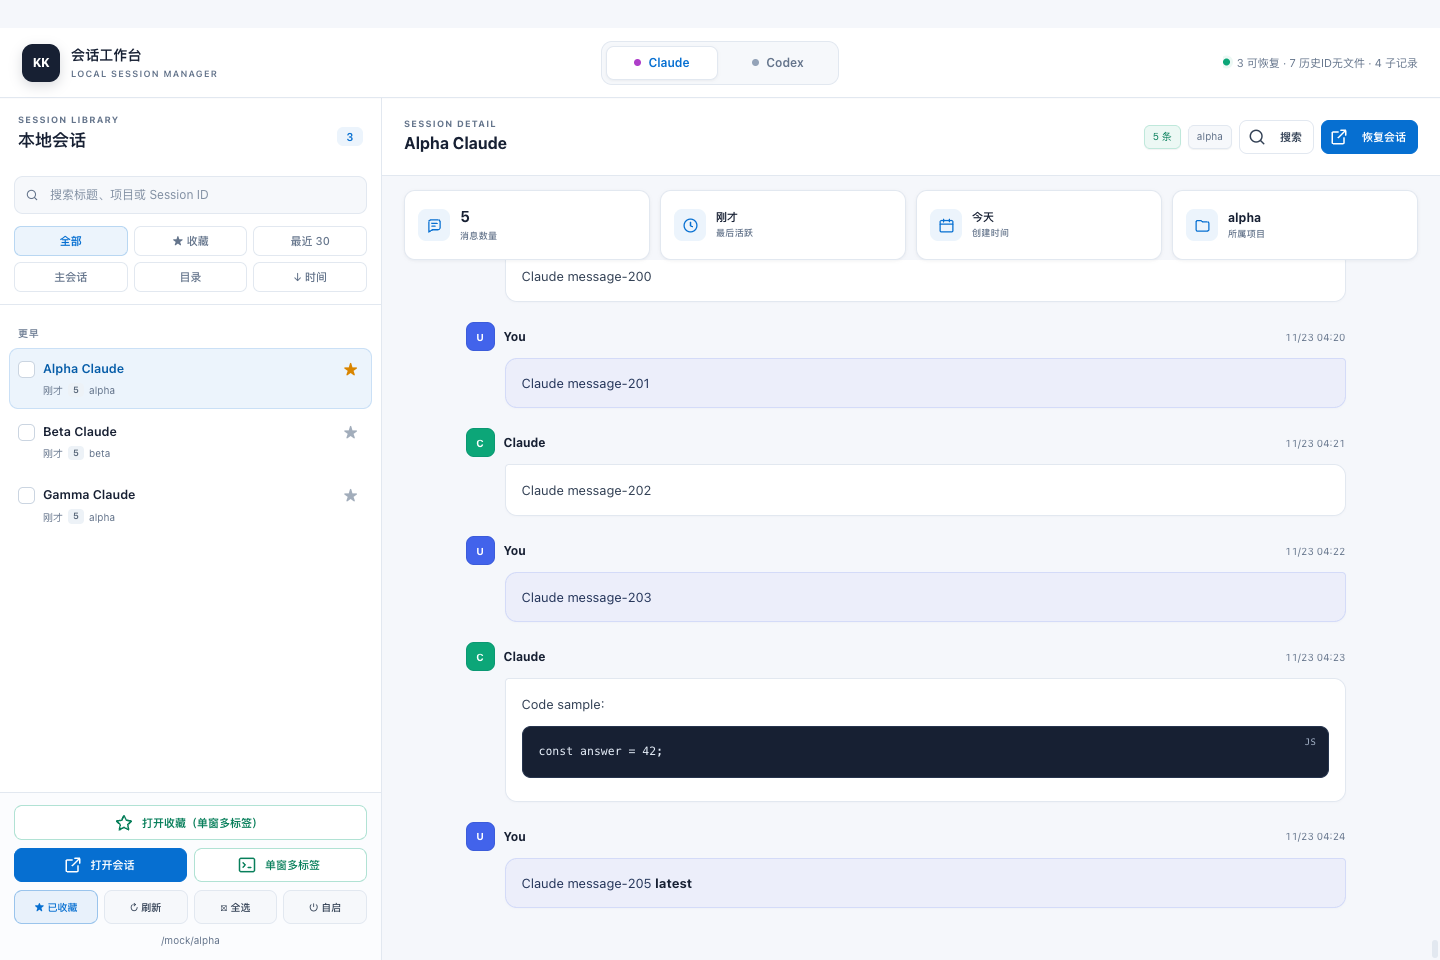 KK
会话工作台
LOCAL SESSION MANAGER
Claude
Codex
3 可恢复 · 7 历史ID无文件 · 4 子记录
SESSION LIBRARY
本地会话
3
搜索标题、项目或 Session ID
全部
★ 收藏
最近 30
主会话
目录
↓ 时间
更早
Alpha Claude
刚才 5 alpha
Beta Claude
刚才 5 beta
Gamma Claude
刚才 5 alpha
打开收藏（单窗多标签）
打开会话
单窗多标签
★ 已收藏
↻ 刷新
☒ 全选
⏻ 自启
/mock/alpha
SESSION DETAIL
Alpha Claude
5 条
alpha
搜索
恢复会话
5
消息数量
刚才
最后活跃
今天
创建时间
alpha
所属项目
Claude message-200
U
You
11/23 04:20
Claude message-201
C
Claude
11/23 04:21
Claude message-202
U
You
11/23 04:22
Claude message-203
C
Claude
11/23 04:23
Code sample:
JS
const answer = 42;
U
You
11/23 04:24
Claude message-205 latest